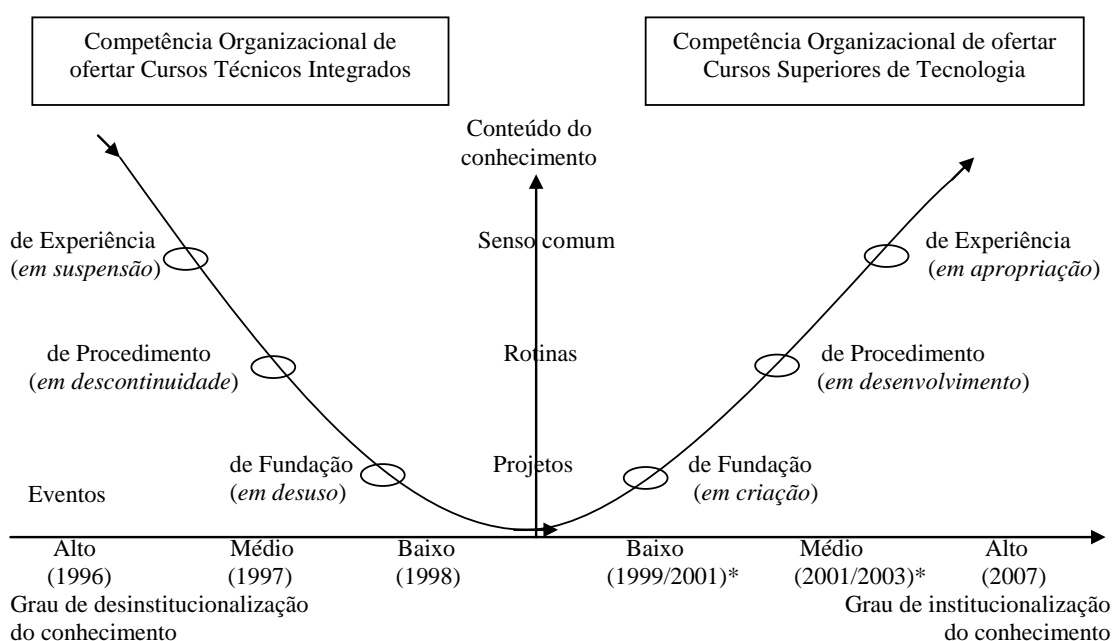 Competência Organizacional de
ofertar Cursos Técnicos Integrados
Competência Organizacional de ofertar
Cursos Superiores de Tecnologia
Conteúdo do
conhecimento
de Experiência
(em suspensão)
Senso comum
de Experiência
(em apropriação)
de Procedimento
(em descontinuidade)
Rotinas
de Procedimento
(em desenvolvimento)
de Fundação
(em desuso)
Projetos
de Fundação
(em criação)
Eventos
Alto
(1996)
Médio
(1997)
Baixo
(1998)
Baixo
(1999/2001)*
Médio
(2001/2003)*
Alto
(2007)
Grau de desinstitucionalização
do conhecimento
Grau de institucionalização
do conhecimento